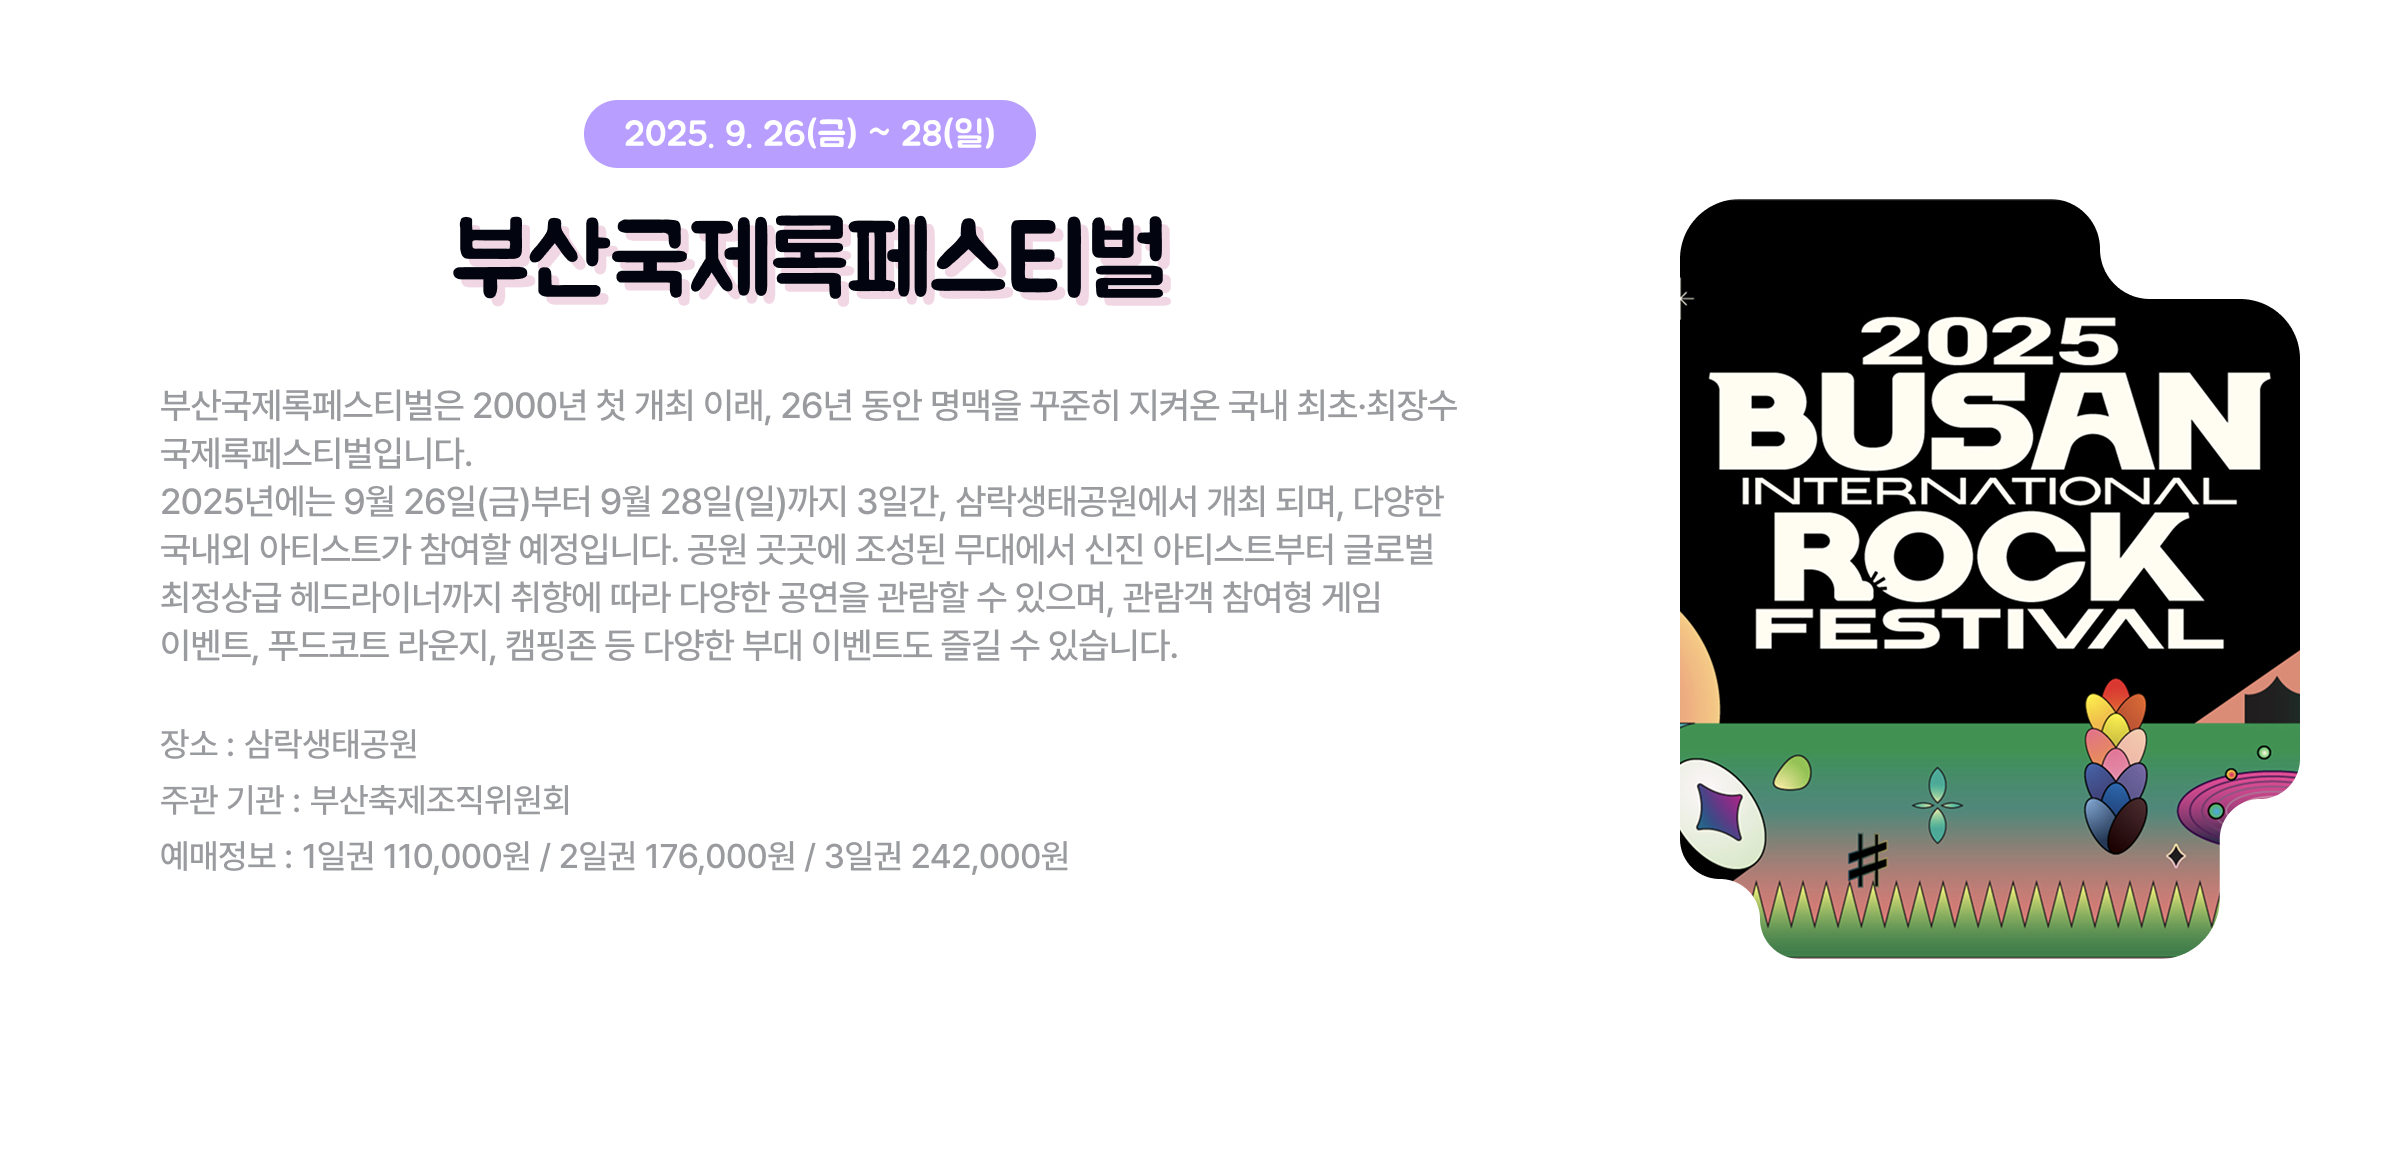 2025. 9. 26(금) ~ 28(일)
부산국제록페스티벌
부산국제록페스티벌은 2000년 첫 개최 이래, 26년 동안 명맥을 꾸준히 지켜온 국내 최초·최장수
국제록페스티벌입니다.
2025년에는 9월 26일(금)부터 9월 28일(일)까지 3일간, 삼락생태공원에서 개최 되며, 다양한
국내외 아티스트가 참여할 예정입니다. 공원 곳곳에 조성된 무대에서 신진 아티스트부터 글로벌
최정상급 헤드라이너까지 취향에 따라 다양한 공연을 관람할 수 있으며, 관람객 참여형 게임
이벤트, 푸드코트 라운지, 캠핑존 등 다양한 부대 이벤트도 즐길 수 있습니다.
장소 : 삼락생태공원
주관 기관 : 부산축제조직위원회
예매정보 : 1일권 110,000원 / 2일권 176,000원 / 3일권 242,000원
2025
BUSAN
INTERNATIONAL
ROCK
FESTIVAL